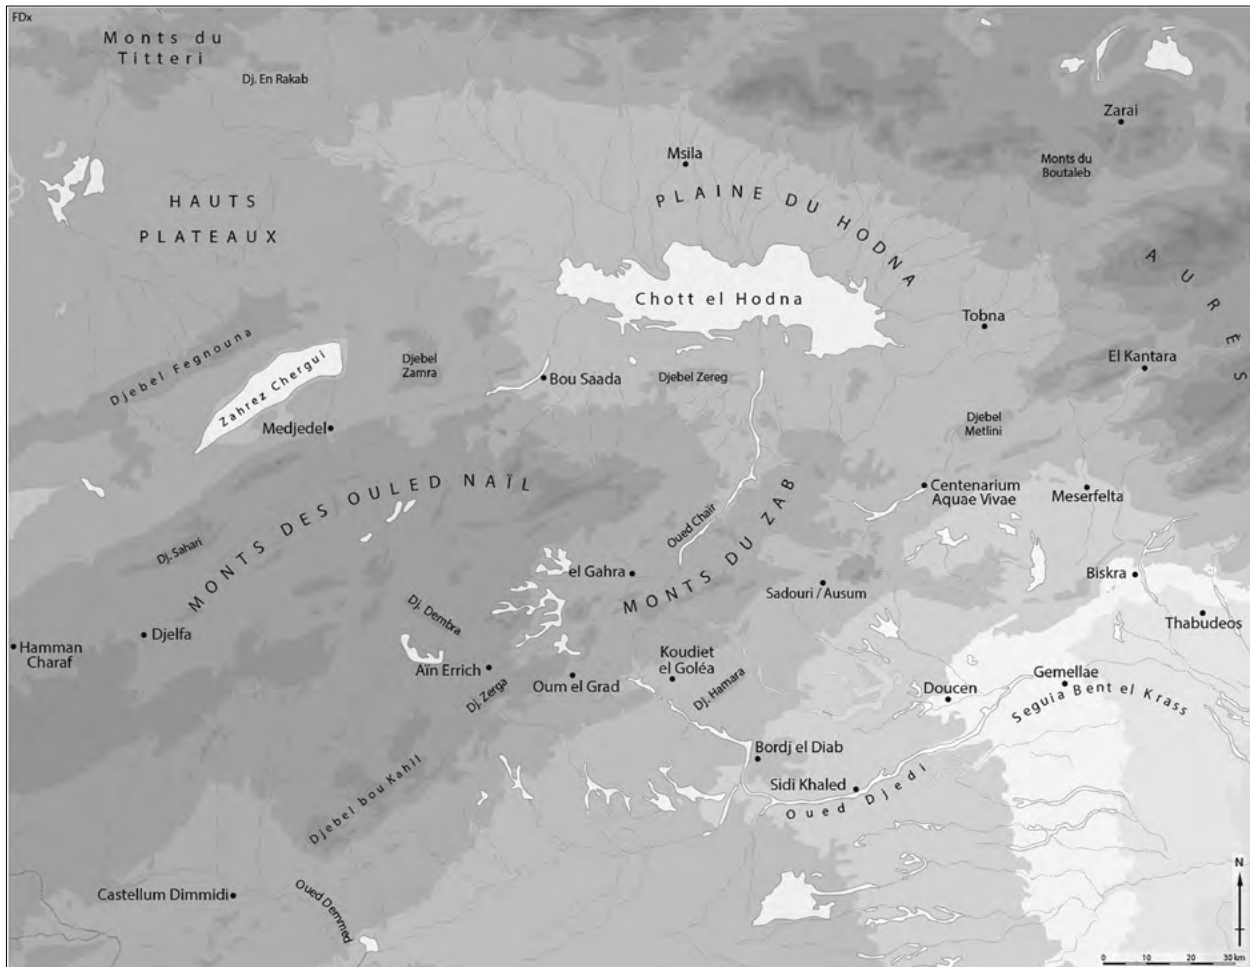 FDx
Monts du
Titteri
Dj. En Rakab
Zarai
Msila
Monts du
Boutaleb
HAUTS
PLATEAUX
PLAINE DU HODNA
AURÈS
Chott el Hodna
Tobna
El Kantara
Djebel Fegnouna
Zahrez Chergui
Djebel
Zamra
Bou Saada
Djebel Zereg
Medjedel
Djebel
Metlini
MONTS DES OULED NAÏL
Centenarium
Aquae Vivae
Meserfelta
Oued Chair
Dj. Sahari
MONTS DU ZAB
el Gahra
Sadouri / Ausum
Biskra
Dj. Dembra
Thabudeos
Djelfa
Hamman
Charaf
Aïn Errich
Dj. Zerga
Oum el Grad
Koudiet
el Goléa
Dj. Hamara
Doucen
Gemellae
Seguia Bent el Krass
Bordj el Diab
Sidi Khaled
Oued Djedi
Djebel bou Kahil
Castellum Dimmidi
Oued Demmed
N
0 10 20 30 km